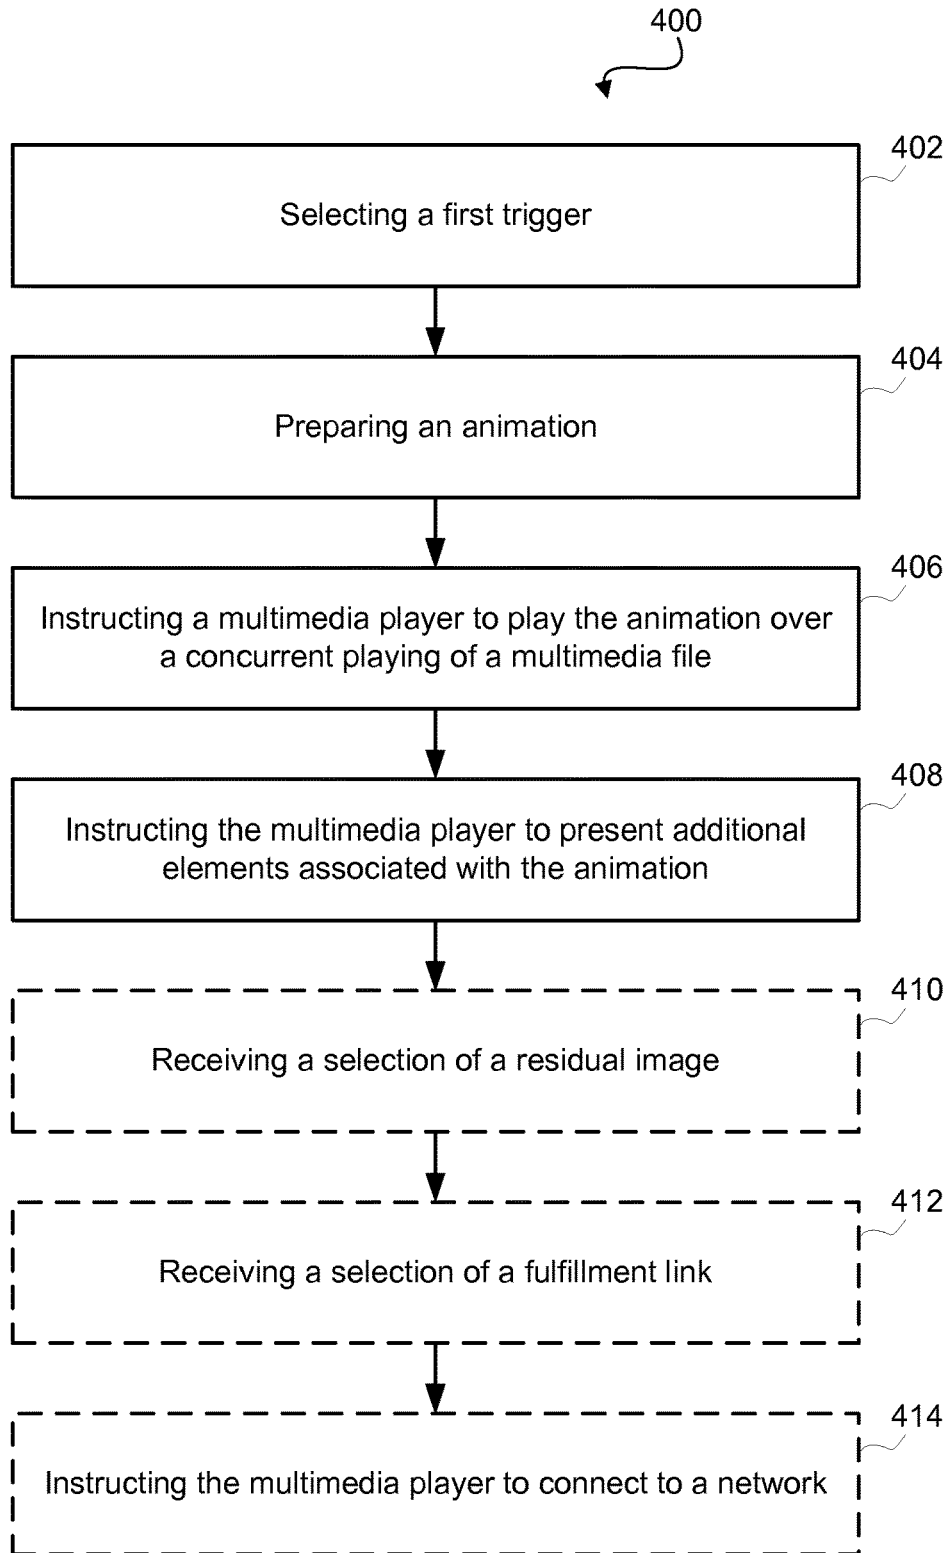 400
402
Selecting a first trigger
404
Preparing an animation
406
Instructing a multimedia player to play the animation over
a concurrent playing of a multimedia file
408
Instructing the multimedia player to present additional
elements associated with the animation
410
Receiving a selection of a residual image
412
Receiving a selection of a fulfillment link
414
Instructing the multimedia player to connect to a network